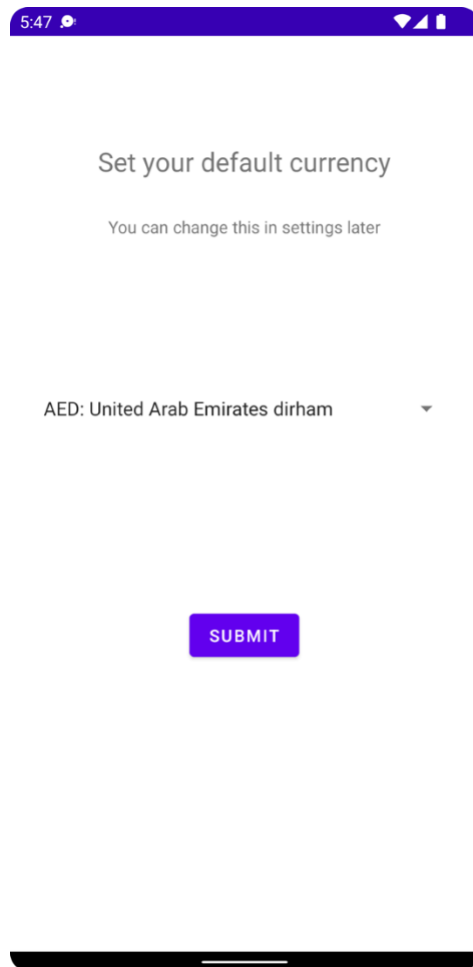 5:47
Set your default currency
You can change this in settings later
AED: United Arab Emirates dirham
SUBMIT